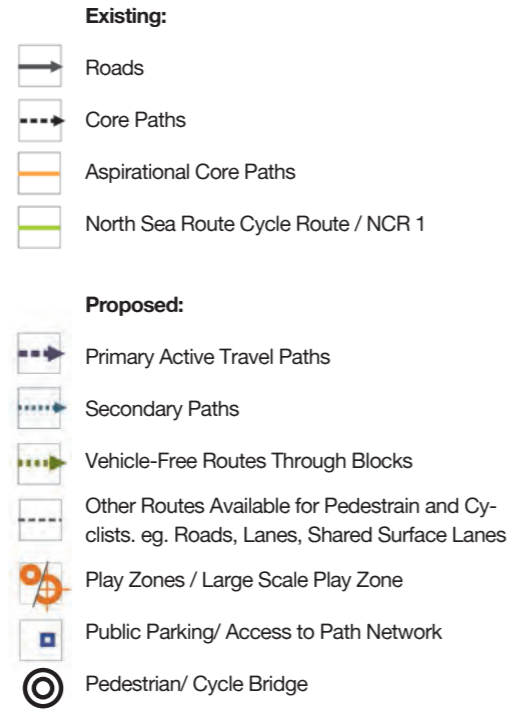 Existing:
Roads
Core Paths
Aspirational Core Paths
North Sea Route Cycle Route / NCR 1
Proposed:
Primary Active Travel Paths
Secondary Paths
Vehicle-Free Routes Through Blocks
Other Routes Available for Pedestrain and Cy-
clists. eg. Roads, Lanes, Shared Surface Lanes
Play Zones / Large Scale Play Zone
Public Parking/ Access to Path Network
Pedestrian/ Cycle Bridge